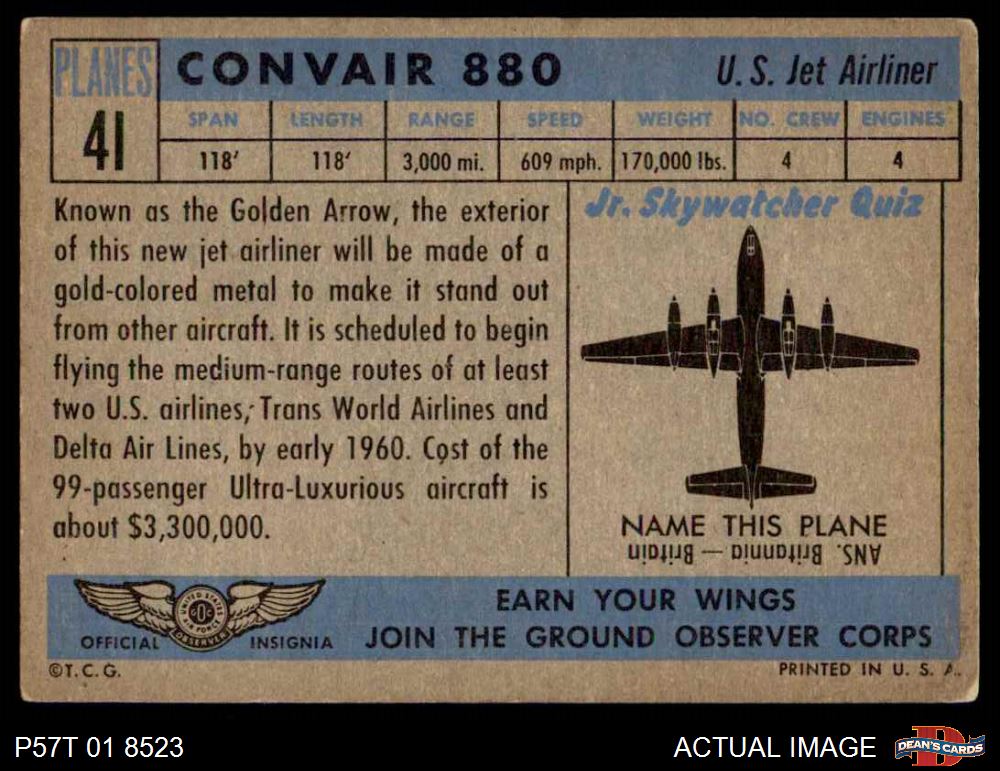 PLANES
41
CONVAIR 880
U. S. Jet Airliner
SPAN LENGTH RANGE SPEED WEIGHT NO. CREW ENGINES
118' 118' 3,000 mi. 609 mph. 170,000 lbs. 4 4
Known as the Golden Arrow, the exterior
of this new jet airliner will be made of a
gold-colored metal to make it stand out
from other aircraft. It is scheduled to begin
flying the medium-range routes of at least
two U.S. airlines, Trans World Airlines and
Delta Air Lines, by early 1960. Cost of the
99-passenger Ultra-Luxurious aircraft is
about $3,300,000.
Jr. Skywatcher Quiz
NAME THIS PLANE
ANS. Britannia — Britain
UNITED STATES
AIR FORCE
GOC
OBSERVER
OFFICIAL INSIGNIA
EARN YOUR WINGS
JOIN THE GROUND OBSERVER CORPS
©T.C.G.
PRINTED IN U. S. A.
P57T 01 8523
ACTUAL IMAGE
D
DEAN'S CARDS